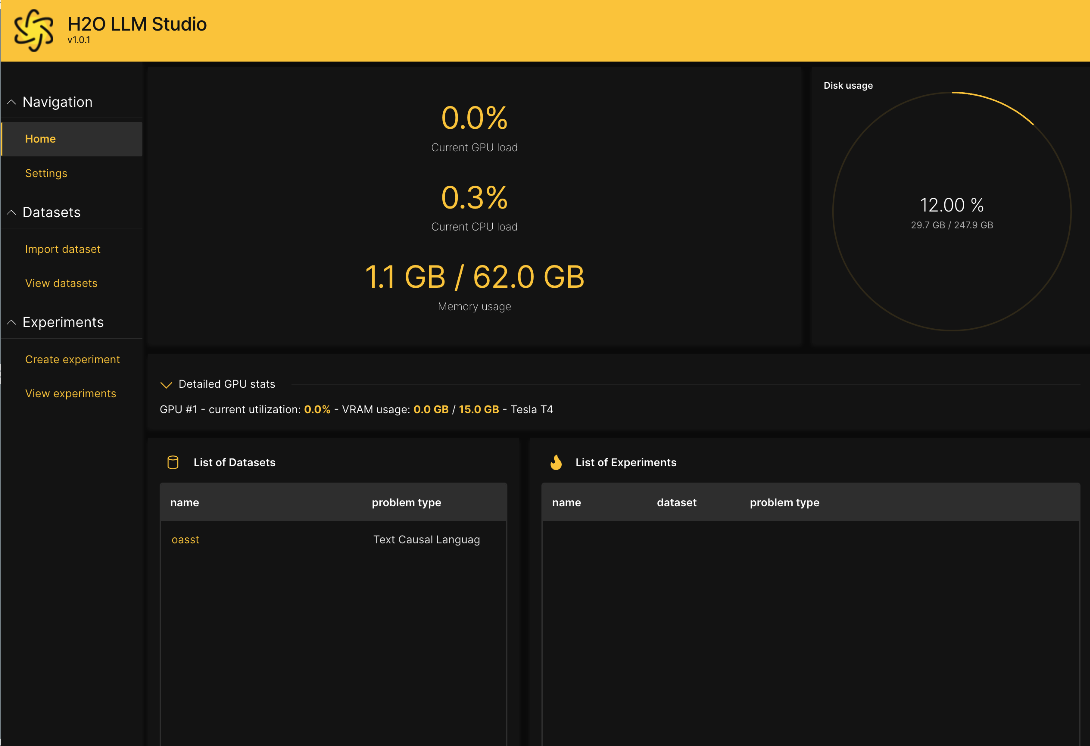 H2O LLM Studio
v1.0.1
Navigation
Home
Settings
Datasets
Import dataset
View datasets
Experiments
Create experiment
View experiments
0.0%
Current GPU load
0.3%
Current CPU load
1.1 GB / 62.0 GB
Memory usage
Disk usage
12.00 %
29.7 GB / 247.9 GB
Detailed GPU stats
GPU #1 - current utilization: 0.0% - VRAM usage: 0.0 GB / 15.0 GB - Tesla T4
List of Datasets
name problem type
oasst Text Causal Languag
List of Experiments
name dataset problem type